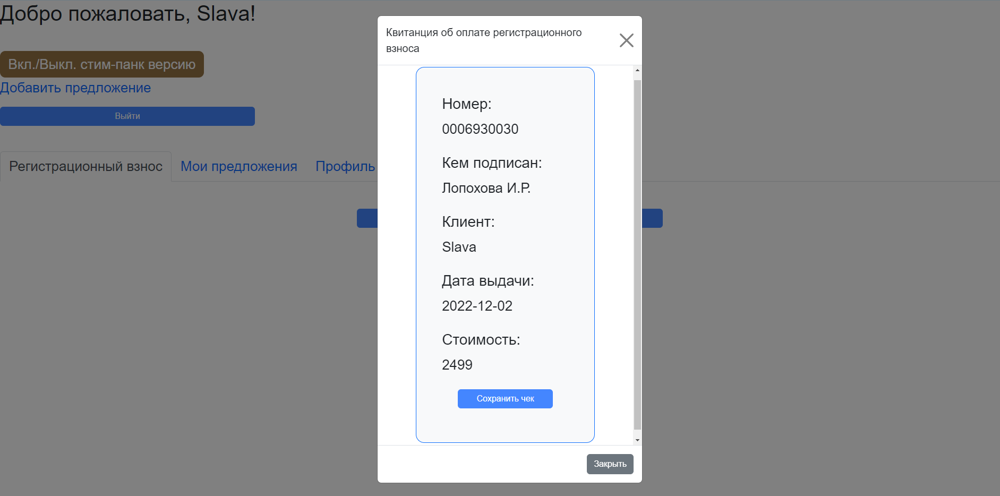 Добро пожаловать, Slava!
Вкл./Выкл. стим-панк версию
Добавить предложение
Выйти
Регистрационный взнос
Мои предложения
Профиль
Квитанция об оплате регистрационного
взноса
Номер:
0006930030
Кем подписан:
Лопохова И.Р.
Клиент:
Slava
Дата выдачи:
2022-12-02
Стоимость:
2499
Сохранить чек
Закрыть